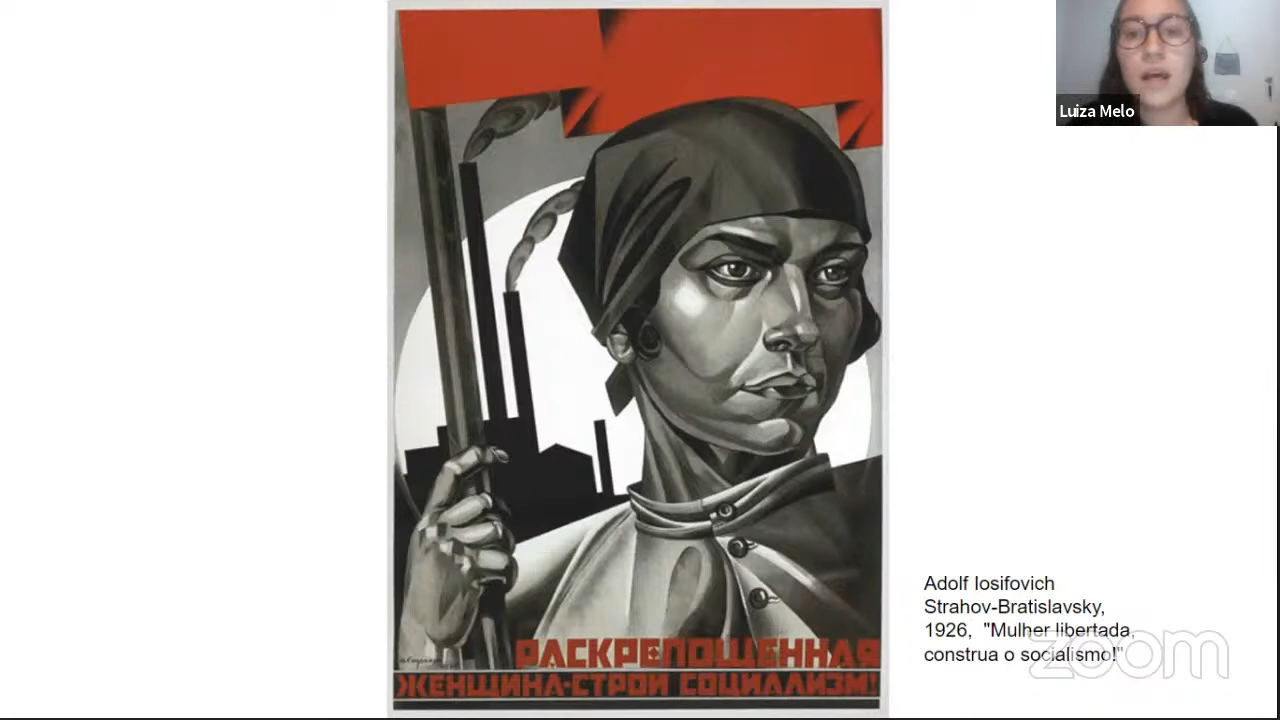 Luiza Melo
РАСКРЕПОЩЕННАЯ
ЖЕНЩИНА-СТРОЙ СОЦИАЛИЗМ!
Adolf Iosifovich
Strahov-Bratislavsky,
1926, "Mulher libertada,
construa o socialismo!"
zoom